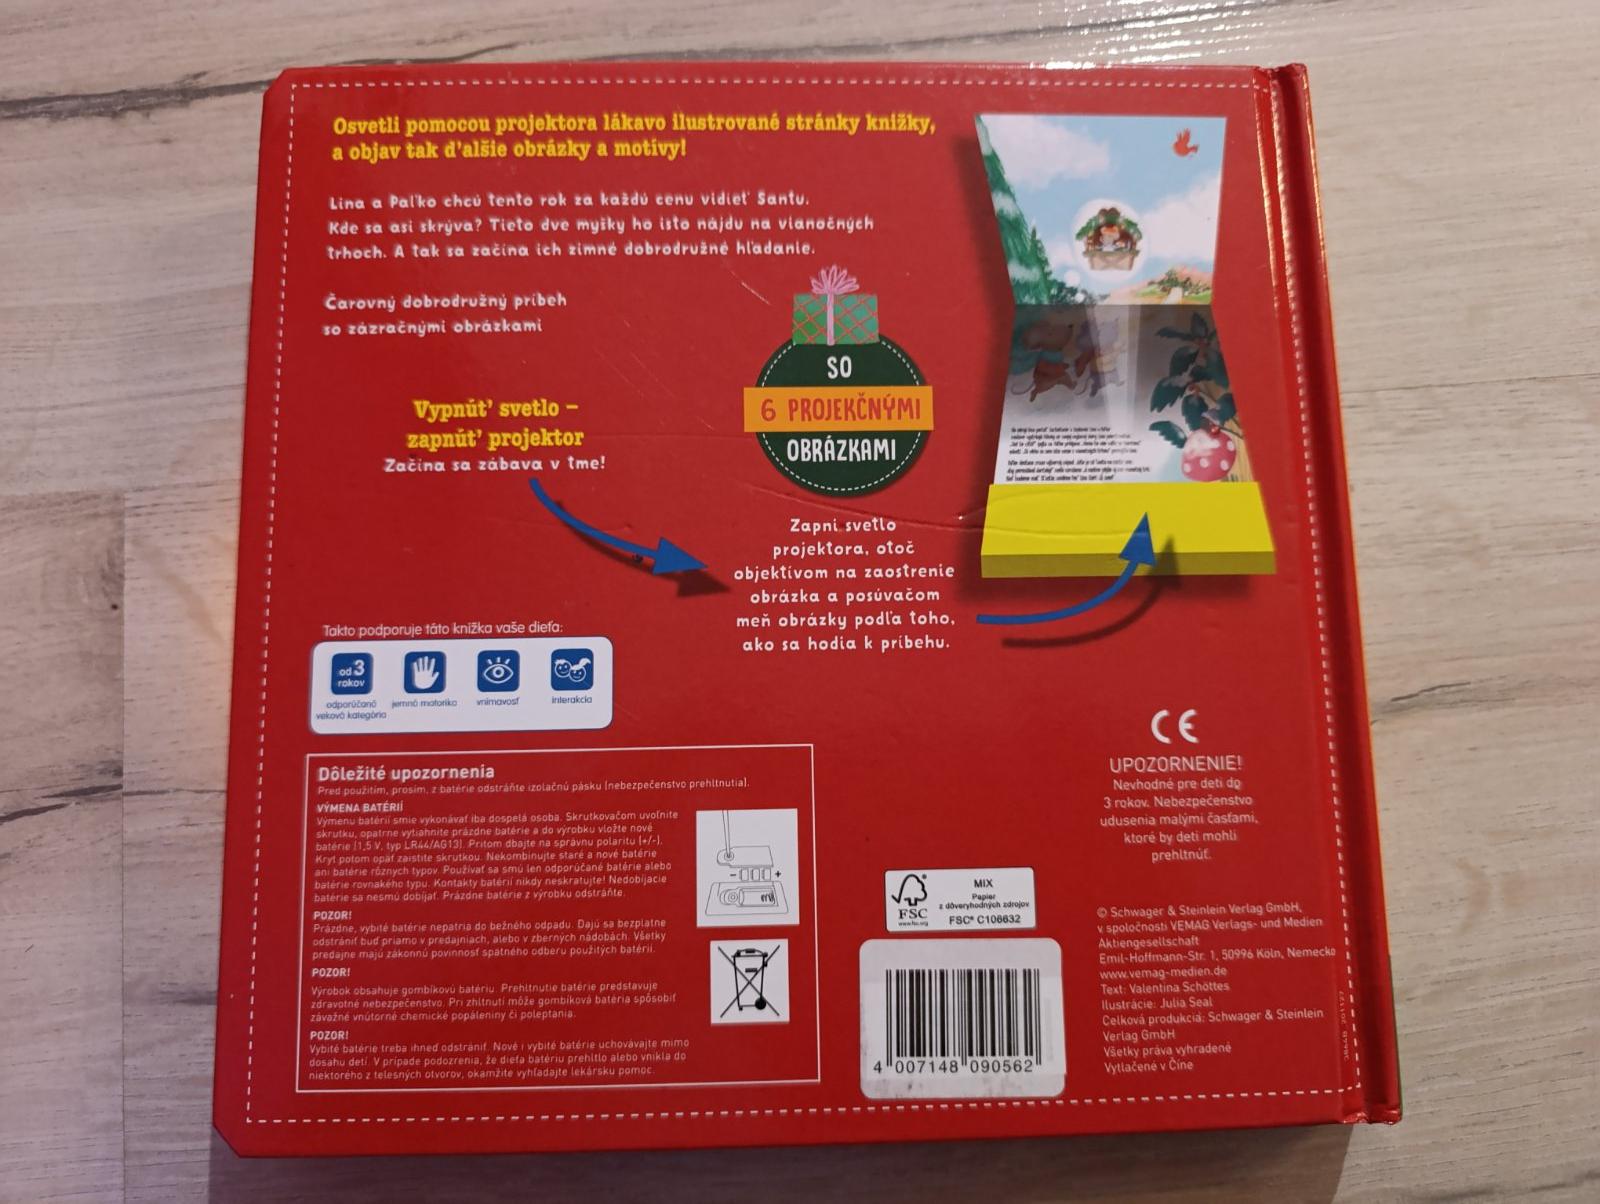 Osvetli pomocou projektora lákavo ilustrované stránky knižky,
a objav tak ďalšie obrázky a motívy!
Lina a Paľko chcú tento rok za každú cenu vidieť Santu.
Kde sa asi skrýva? Tieto dve myšky ho isto nájdu na vianočných
trhoch. A tak sa začína ich zimné dobrodružné hľadanie.
Čarovný dobrodružný príbeh
so zázračnými obrázkami
SO
6 PROJEKČNÝMI
OBRÁZKAMI
Vypnúť svetlo –
zapnúť projektor
Začína sa zábava v tme!
Zapni svetlo
projektora, otoč
objektívom na zaostrenie
obrázka a posúvačom
meň obrázky podľa toho,
ako sa hodia k príbehu.
Takto podporuje táto knižka vaše dieťa:
od 3
rokov
odporúčaná
veková kategória
jemná motorika
vnímavosť
interakcia
Dôležité upozornenia
Pred použitím, prosím, z batérie odstráňte izolačnú pásku (nebezpečenstvo prehltnutia).
VÝMENA BATÉRIÍ
Výmenu batérií smie vykonávať iba dospelá osoba. Skrutkovačom uvoľnite
skrutku, opatrne vytiahnite prázdne batérie a do výrobku vložte nové
batérie (1,5 V, typ LR44/AG13). Pritom dbajte na správnu polaritu (+/-).
Kryt potom opäť zaistite skrutkou. Nekombinujte staré a nové batérie
ani batérie rôznych typov. Používať sa smú len odporúčané batérie alebo
batérie rovnakého typu. Kontakty batérií nikdy neskratujte! Nedobíjacie
batérie sa nesmú dobíjať. Prázdne batérie z výrobku odstráňte.
POZOR!
Prázdne, vybité batérie nepatria do bežného odpadu. Dajú sa bezplatne
odstrániť buď priamo v predajniach, alebo v zberných nádobách. Všetky
predajne majú zákonnú povinnosť spätného odberu použitých batérií.
POZOR!
Výrobok obsahuje gombíkovú batériu. Prehltnutie batérie predstavuje
zdravotné nebezpečenstvo. Pri zhltnutí môže gombíková batéria spôsobiť
závažné vnútorné chemické popáleniny či poleptania.
POZOR!
Vybité batérie treba ihneď odstrániť. Nové i vybité batérie uchovávajte mimo
dosahu detí. V prípade podozrenia, že dieťa batériu prehltlo alebo vnikla do
niektorého z telesných otvorov, okamžite vyhľadajte lekársku pomoc.
- +
CE
UPOZORNENIE!
Nevhodné pre deti do
3 rokov. Nebezpečenstvo
udusenia malými časťami,
ktoré by deti mohli
prehltnúť.
FSC
www.fsc.org
MIX
Papier
z dôveryhodných zdrojov
FSC® C106632
4 007148 090562
© Schwager & Steinlein Verlag GmbH,
v spoločnosti VEMAG Verlags- und Medien
Aktiengesellschaft
Emil-Hoffmann-Str. 1, 50996 Köln, Nemecko
www.vemag-medien.de
Text: Valentina Schöttes
Ilustrácie: Julia Seal
Celková produkcia: Schwager & Steinlein
Verlag GmbH
Všetky práva vyhradené
Vytlačené v Číne